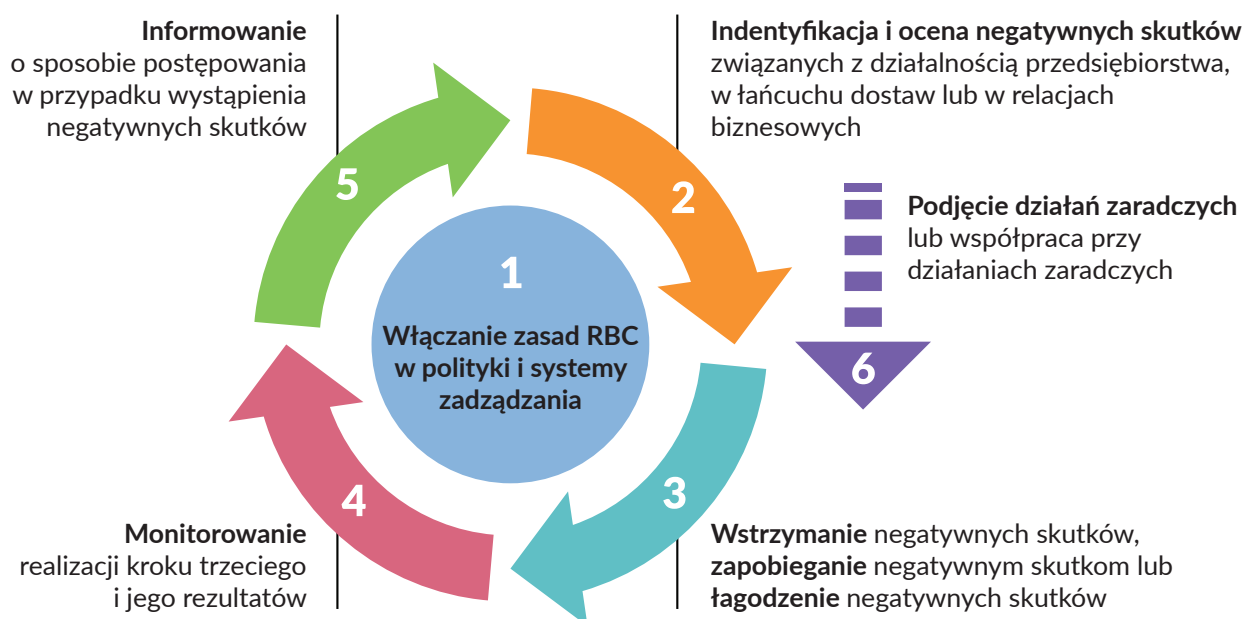 Informowanie
o sposobie postępowania
w przypadku wystąpienia
negatywnych skutków
5
Indentyfikacja i ocena negatywnych skutków
związanych z działalnością przedsiębiorstwa,
w łańcuchu dostaw lub w relacjach
biznesowych
2
Podjęcie działań zaradczych
lub współpraca przy
działaniach zaradczych
6
1
Włączanie zasad RBC
w polityki i systemy
zadządzania
4
Monitorowanie
realizacji kroku trzeciego
i jego rezultatów
3
Wstrzymanie negatywnych skutków,
zapobieganie negatywnym skutkom lub
łagodzenie negatywnych skutków